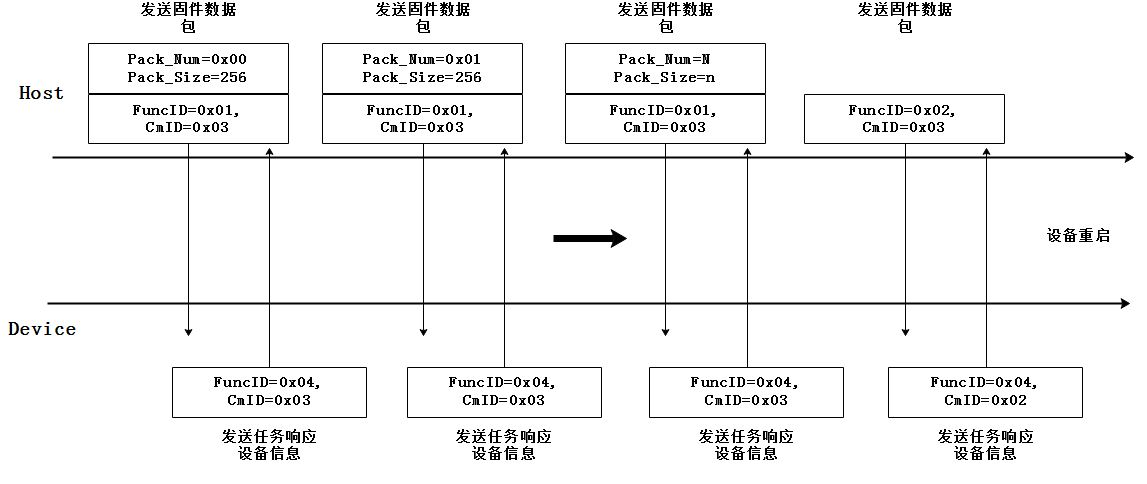 发送固件数据
包
发送固件数据
包
发送固件数据
包
发送固件数据
包
Pack_Num=0x00
Pack_Size=256
Pack_Num=0x01
Pack_Size=256
Pack_Num=N
Pack_Size=n
Host
FuncID=0x01,
CmID=0x03
FuncID=0x01,
CmID=0x03
FuncID=0x01,
CmID=0x03
FuncID=0x02,
CmID=0x03
设备重启
Device
FuncID=0x04,
CmID=0x03
FuncID=0x04,
CmID=0x03
FuncID=0x04,
CmID=0x03
FuncID=0x04,
CmID=0x02
发送任务响应
设备信息
发送任务响应
设备信息
发送任务响应
设备信息
发送任务响应
设备信息